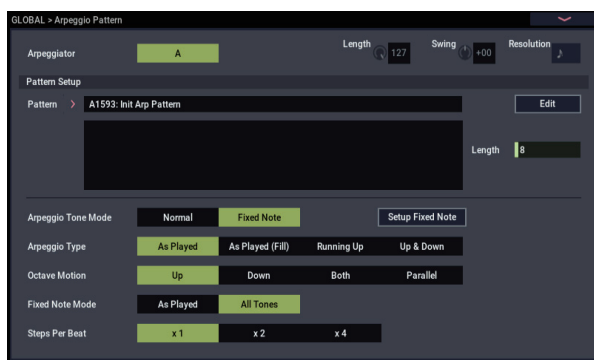 GLOBAL > Arpeggio Pattern
Arpeggiator A Length 127 Swing +00 Resolution ♪
Pattern Setup
Pattern > A1593: Init Arp Pattern Edit
Length 8
Arpeggio Tone Mode Normal Fixed Note Setup Fixed Note
Arpeggio Type As Played As Played (Fill) Running Up Up & Down
Octave Motion Up Down Both Parallel
Fixed Note Mode As Played All Tones
Steps Per Beat x 1 x 2 x 4